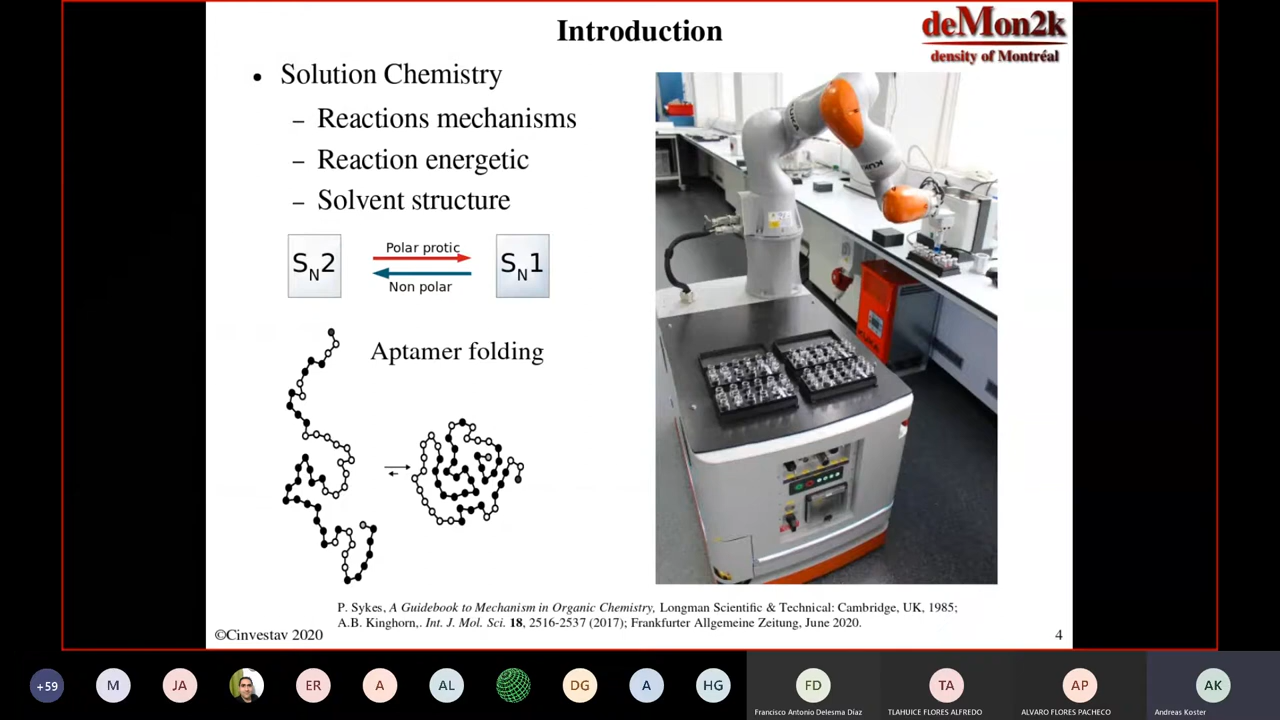 Introduction
deMon2k
density of Montréal
• Solution Chemistry
– Reactions mechanisms
– Reaction energetic
– Solvent structure
SN2
Polar protic
Non polar
SN1
Aptamer folding
KUKA
KUKA
P. Sykes, A Guidebook to Mechanism in Organic Chemistry, Longman Scientific & Technical: Cambridge, UK, 1985;
A.B. Kinghorn,. Int. J. Mol. Sci. 18, 2516-2537 (2017); Frankfurter Allgemeine Zeitung, June 2020.
©Cinvestav 2020
4
+59
M
JA
ER
A
AL
DG
A
HG
FD
Francisco Antonio Delesma Diaz
TA
TLAHUICE FLORES ALFREDO
AP
ALVARO FLORES PACHECO
AK
Andreas Koster